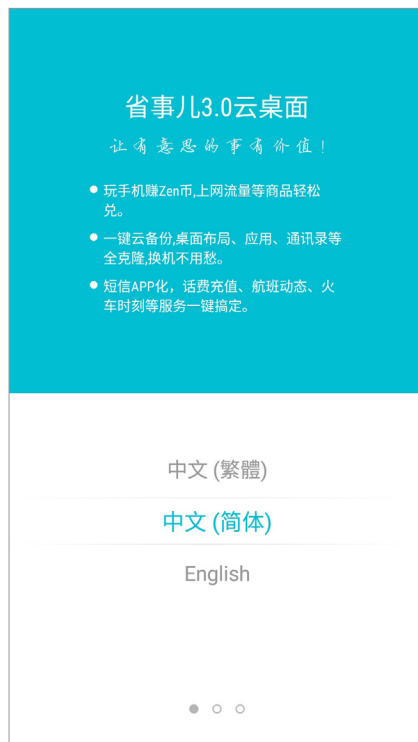 省事儿3.0云桌面
让有意思的事有价值!
玩手机赚Zen币,上网流量等商品轻松
兑。
一键云备份,桌面布局、应用、通讯录等
全克隆,换机不用愁。
短信APP化，话费充值、航班动态、火
车时刻等服务一键搞定。
中文 (繁體)
中文 (简体)
English